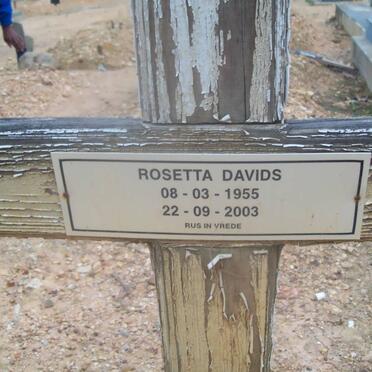 ROSETTA DAVIDS
08 - 03 - 1955
22 - 09 - 2003
RUS IN VREDE